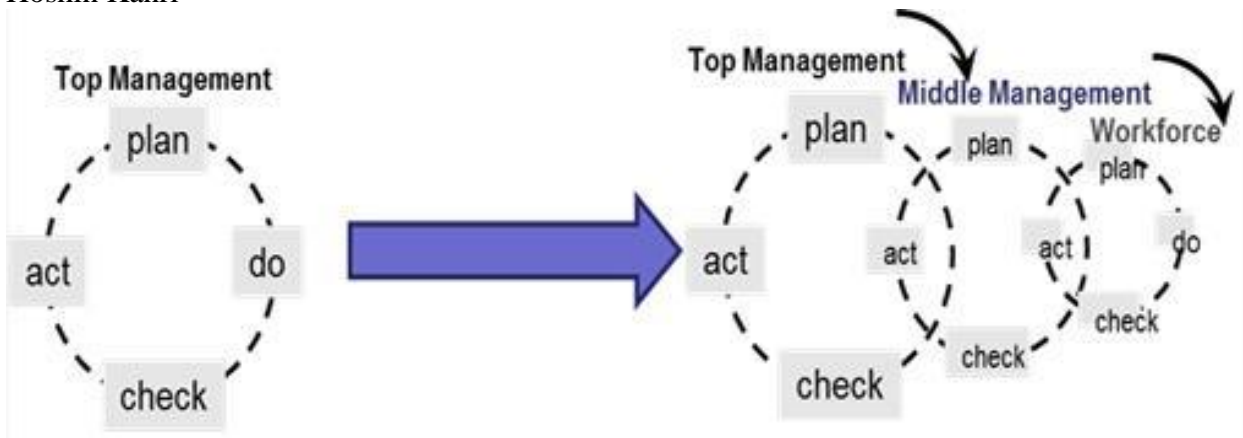 Top Management
plan
act
do
check
Top Management
Middle Management
Workforce
plan
plan
plan
act
act
act
do
check
check
check